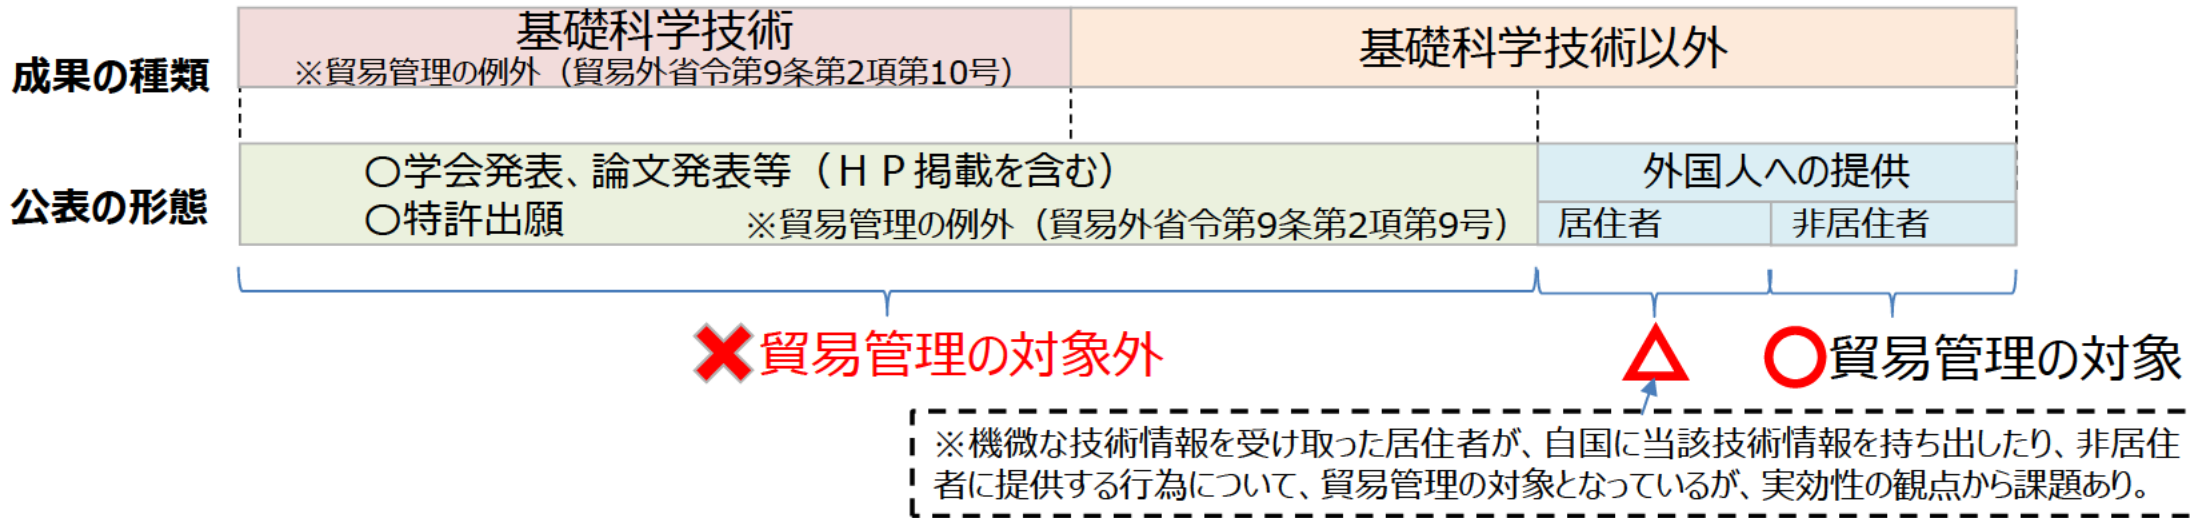 成果の種類
基礎科学技術
※貿易管理の例外（貿易外省令第9条第2項第10号）
基礎科学技術以外
公表の形態
〇学会発表、論文発表等（ＨＰ掲載を含む）
〇特許出願
※貿易管理の例外（貿易外省令第9条第2項第9号）
外国人への提供
居住者
非居住者
貿易管理の対象外
貿易管理の対象
※機微な技術情報を受け取った居住者が、自国に当該技術情報を持ち出したり、非居住
者に提供する行為について、貿易管理の対象となっているが、実効性の観点から課題あり。